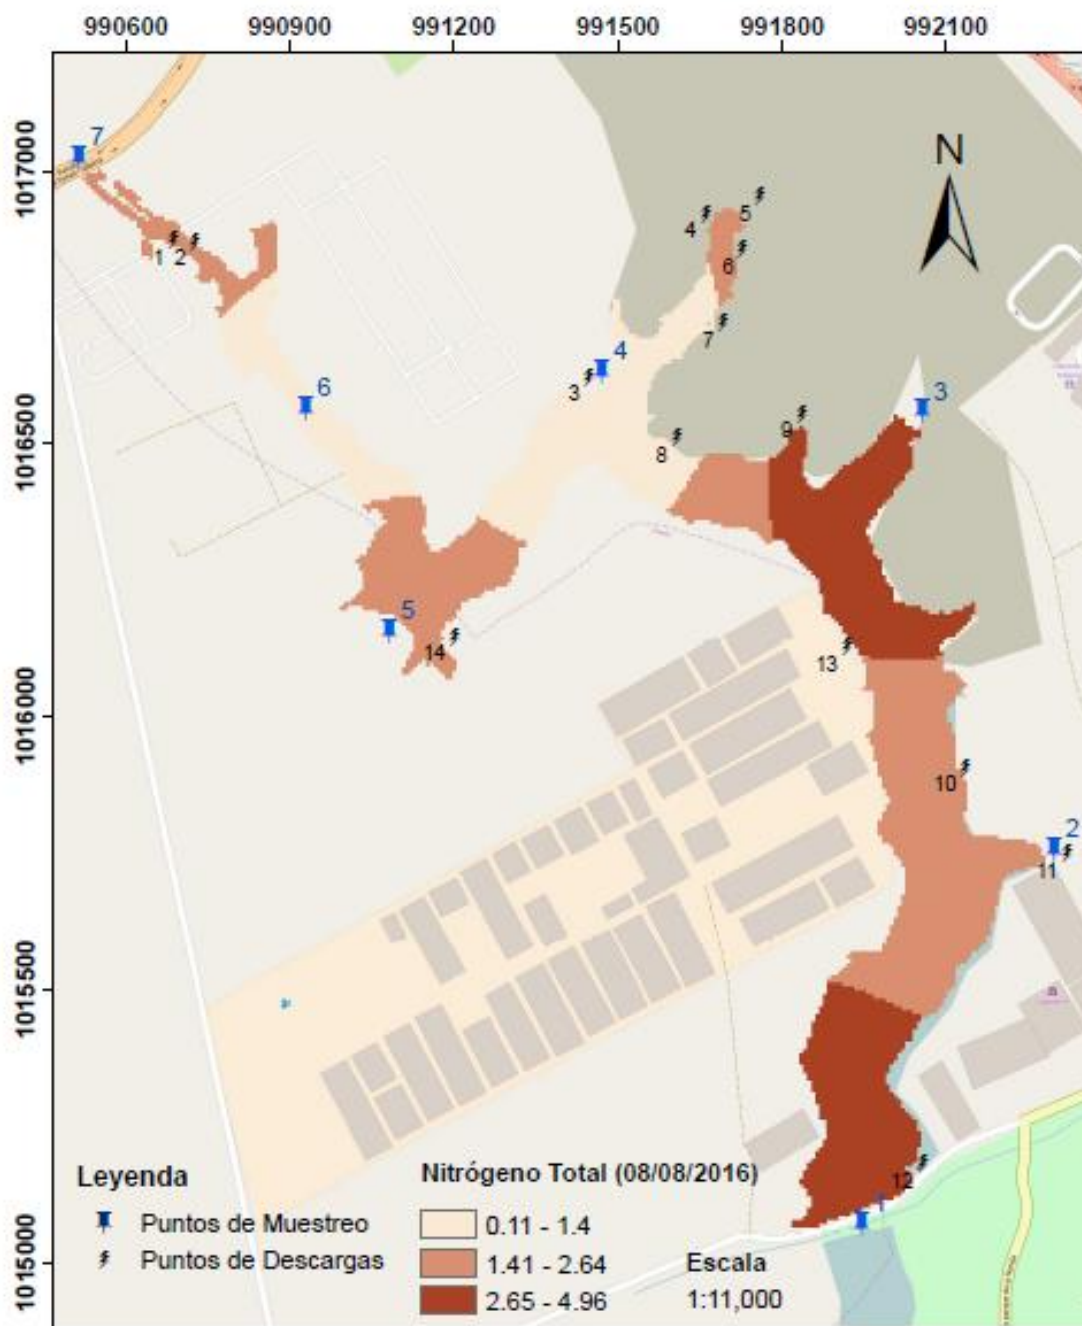 990600 990900 991200 991500 991800 992100
1017000
1016500
1016000
1015500
1015000
N
7
1 2
5
4
6
7
4
3
6
3
9
8
5
14
13
10
2
11
12
1
Leyenda
Puntos de Muestreo
Puntos de Descargas
Nitrógeno Total (08/08/2016)
0.11 - 1.4
1.41 - 2.64
2.65 - 4.96
Escala
1:11,000